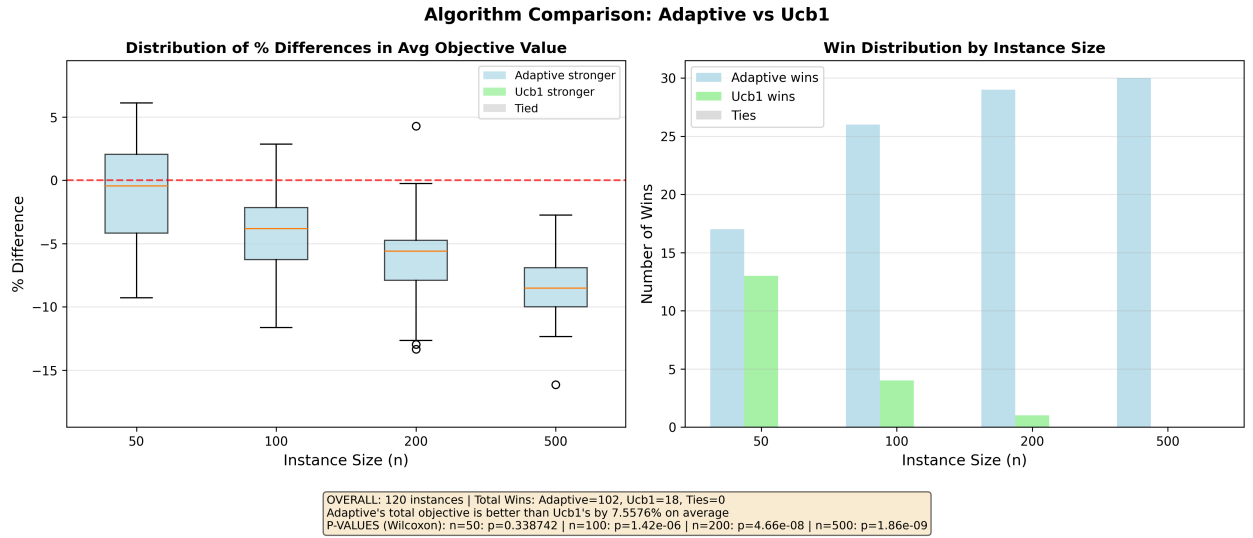 Algorithm Comparison: Adaptive vs Ucb1
Distribution of % Differences in Avg Objective Value
Adaptive stronger
Ucb1 stronger
Tied
5
0
−5
−10
−15
% Difference
50
100
200
500
Instance Size (n)
Win Distribution by Instance Size
Adaptive wins
Ucb1 wins
Ties
30
25
20
15
10
5
0
Number of Wins
50
100
200
500
Instance Size (n)
OVERALL: 120 instances | Total Wins: Adaptive=102, Ucb1=18, Ties=0
Adaptive's total objective is better than Ucb1's by 7.5576% on average
P-VALUES (Wilcoxon): n=50: p=0.338742 | n=100: p=1.42e-06 | n=200: p=4.66e-08 | n=500: p=1.86e-09